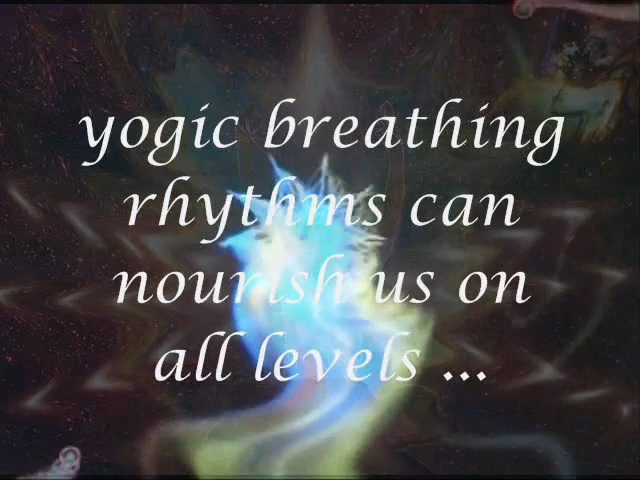 yogic breathing
rhythms can
nourish us on
all levels ...